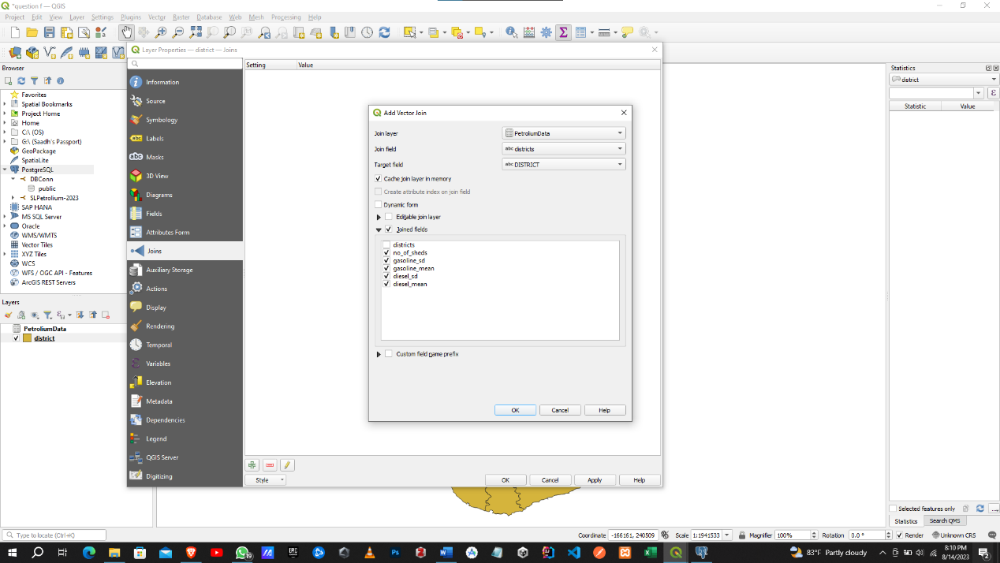 *question f — QGIS
Project Edit View Layer Settings Plugins Vector Raster Database Web Mesh Processing Help
Layer Properties — district — Joins
Browser
Favorites
Spatial Bookmarks
Project Home
Home
C:\ (OS)
G:\ (Saadh's Passport)
GeoPackage
SpatiaLite
PostgreSQL
DBConn
public
SLPetrolium-2023
SAP HANA
MS SQL Server
Oracle
WMS/WMTS
Vector Tiles
XYZ Tiles
WCS
WFS / OGC API - Features
ArcGIS REST Servers
Layers
PetroliumData
district
Information
Source
Symbology
abc Labels
abc Masks
3D View
Diagrams
Fields
Attributes Form
Joins
Auxiliary Storage
Actions
Display
Rendering
Temporal
Variables
Elevation
Metadata
Dependencies
Legend
QGIS Server
Digitizing
Setting Value
Add Vector Join
Join layer PetroliumData
Join field abc districts
Target field abc DISTRICT
Cache join layer in memory
Create attribute index on join field
Dynamic form
Editable join layer
Joined fields
districts
no_of_sheds
gasoline_sd
gasoline_mean
diesel_sd
diesel_mean
Custom field name prefix
OK Cancel Help
Style OK Cancel Apply Help
Statistics
district
Statistic Value
Selected features only
Statistics Search QMS
Type to locate (Ctrl+K)
Coordinate -166161, 240509 Scale 1:1941533 Magnifier 100% Rotation 0.0 ° Render Unknown CRS
19
Ps
83°F Partly cloudy
8:10 PM
8/14/2023
2